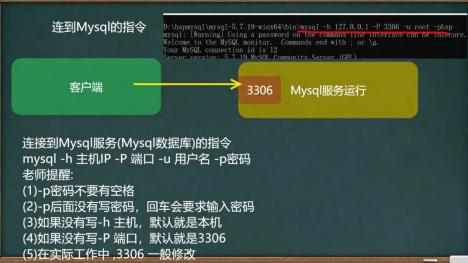 连到Mysql的指令
D:\hspmysql\mysql-5.7.19-winx64\bin>mysql -h 127.0.0.1 -P 3306 -u root -phsp
mysql: [Warning] Using a password on the command line interface can be insecure.
Welcome to the MySQL monitor.  Commands end with ; or \g.
Your MySQL connection id is 12
Server version: 5.7.19 MySQL Community Server (GPL)
客户端
3306
Mysql服务运行
连接到Mysql服务(Mysql数据库)的指令
mysql -h 主机IP -P 端口 -u 用户名 -p密码
老师提醒:
(1)-p密码不要有空格
(2)-p后面没有写密码，回车会要求输入密码
(3)如果没有写-h 主机，默认就是本机
(4)如果没有写-P 端口，默认就是3306
(5)在实际工作中 ,3306 一般修改